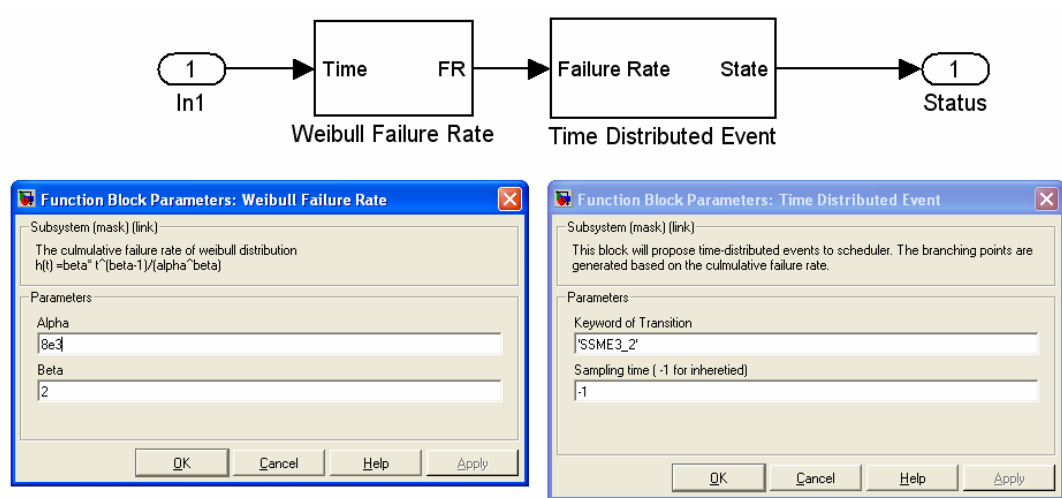 1
In1
Time FR
Weibull Failure Rate
Failure Rate State
Time Distributed Event
1
Status
Function Block Parameters: Weibull Failure Rate
Subsystem (mask) (link)
The culmulative failure rate of weibull distribution
h(t) =beta* t^(beta-1)/(alpha^beta)
Parameters
Alpha
8e3
Beta
2
OK Cancel Help Apply
Function Block Parameters: Time Distributed Event
Subsystem (mask) (link)
This block will propose time-distributed events to scheduler. The branching points are
generated based on the culmulative failure rate.
Parameters
Keyword of Transition
'SSME3_2'
Sampling time ( -1 for inheretied)
-1
OK Cancel Help Apply